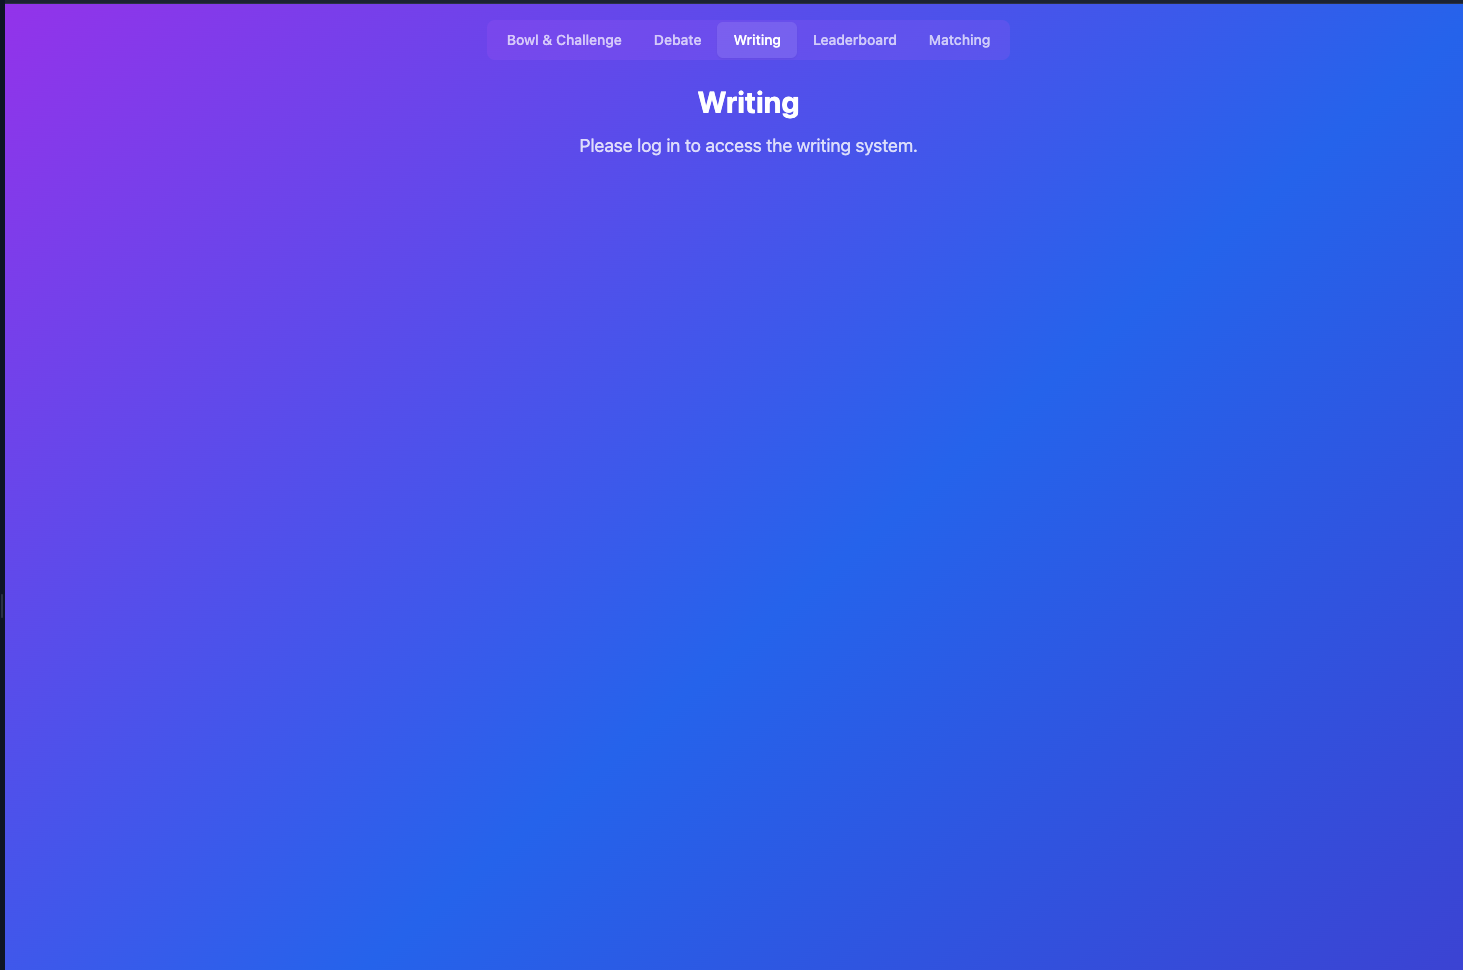 Bowl & Challenge Debate Writing Leaderboard Matching
Writing
Please log in to access the writing system.